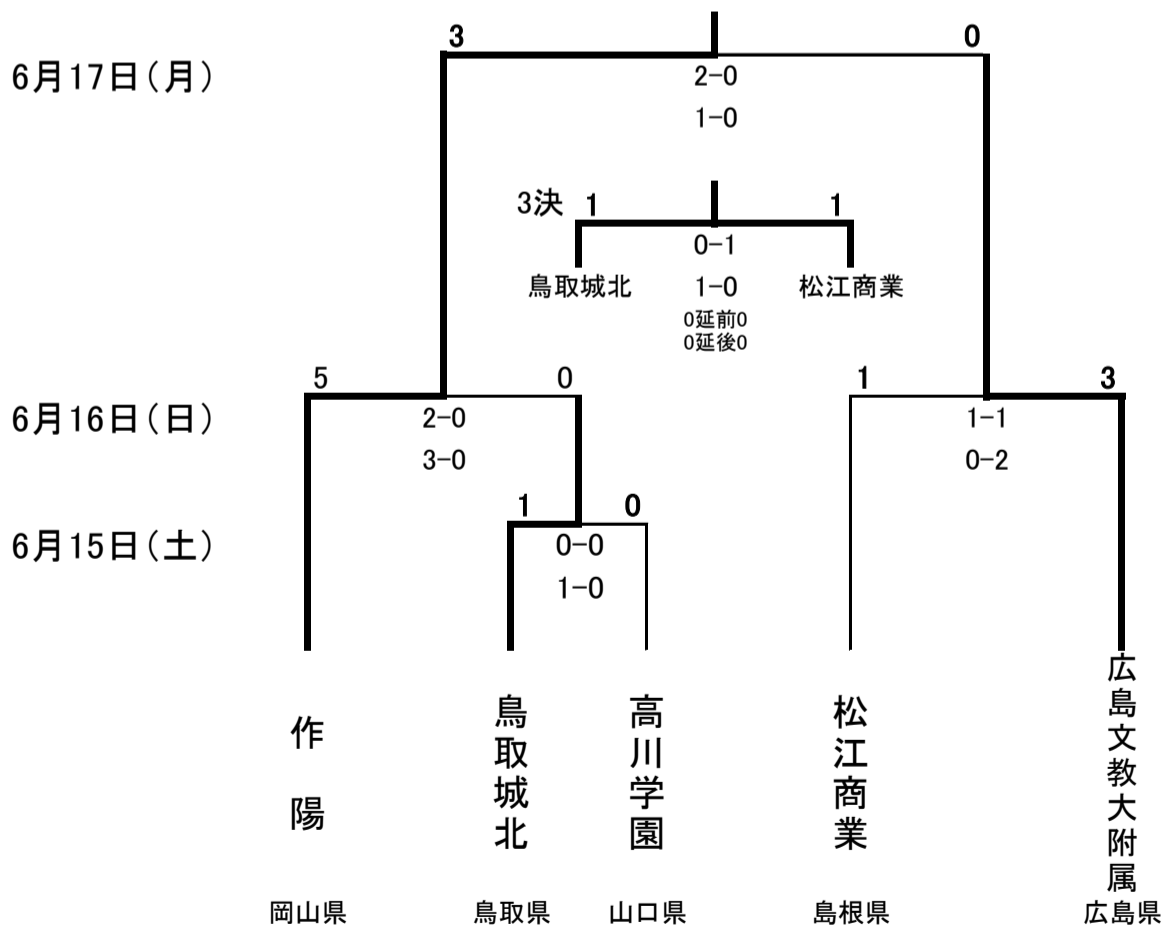 3 0
6月17日（月）
2-0
1-0
3決 1 1
0-1
鳥取城北 1-0 松江商業
0延前0
0延後0
5 0 1 3
6月16日（日） 2-0 1-1
3-0 0-2
1 0
6月15日（土） 0-0
1-0
作陽
鳥取城北
高川学園
松江商業
広島文教大附属
岡山県 鳥取県 山口県 島根県 広島県